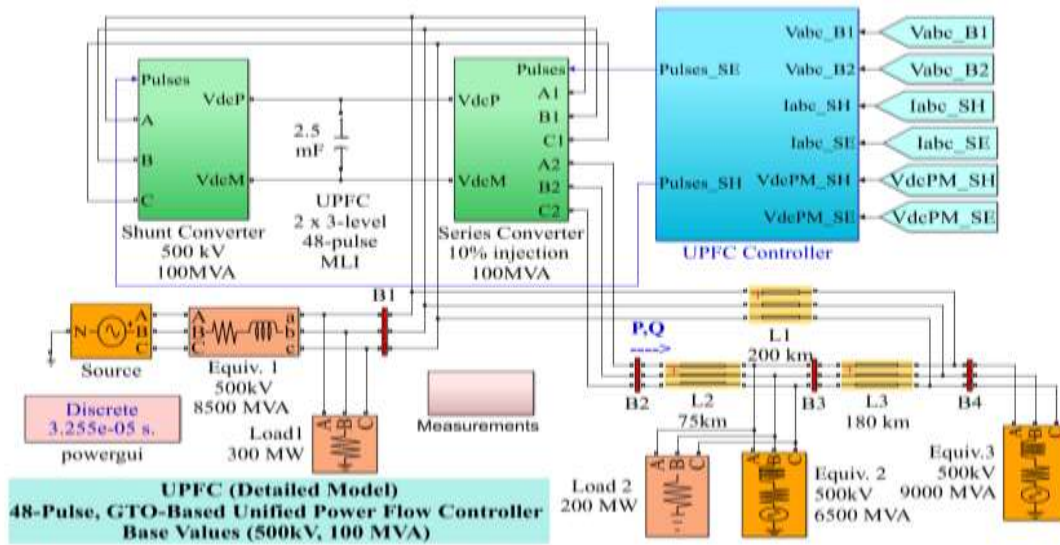 Pulses
A
B
C
VdcP
VdcM
Shunt Converter
500 kV
100MVA
2.5
mF
UPFC
2 x 3-level
48-pulse
MLI
VdcP
VdcM
Pulses
A1
B1
C1
A2
B2
C2
Series Converter
10% injection
100MVA
Pulses_SE
Pulses_SH
Vabc_B1
Vabc_B2
Iabc_SH
Iabc_SE
VdcPM_SH
VdcPM_SE
UPFC Controller
Vabc_B1
Vabc_B2
Iabc_SH
Iabc_SE
VdcPM_SH
VdcPM_SE
N
A
B
C
Source
A
B
C
a
b
c
Equiv. 1
500kV
8500 MVA
B1
A
B
C
Load1
300 MW
Discrete
3.255e-05 s.
powergui
Measurements
L1
200 km
P,Q
B2
L2
75km
B3
L3
180 km
B4
A
B
C
Load 2
200 MW
A
B
C
Equiv. 2
500kV
6500 MVA
A
B
C
Equiv.3
500kV
9000 MVA
UPFC (Detailed Model)
48-Pulse, GTO-Based Unified Power Flow Controller
Base Values (500kV, 100 MVA)